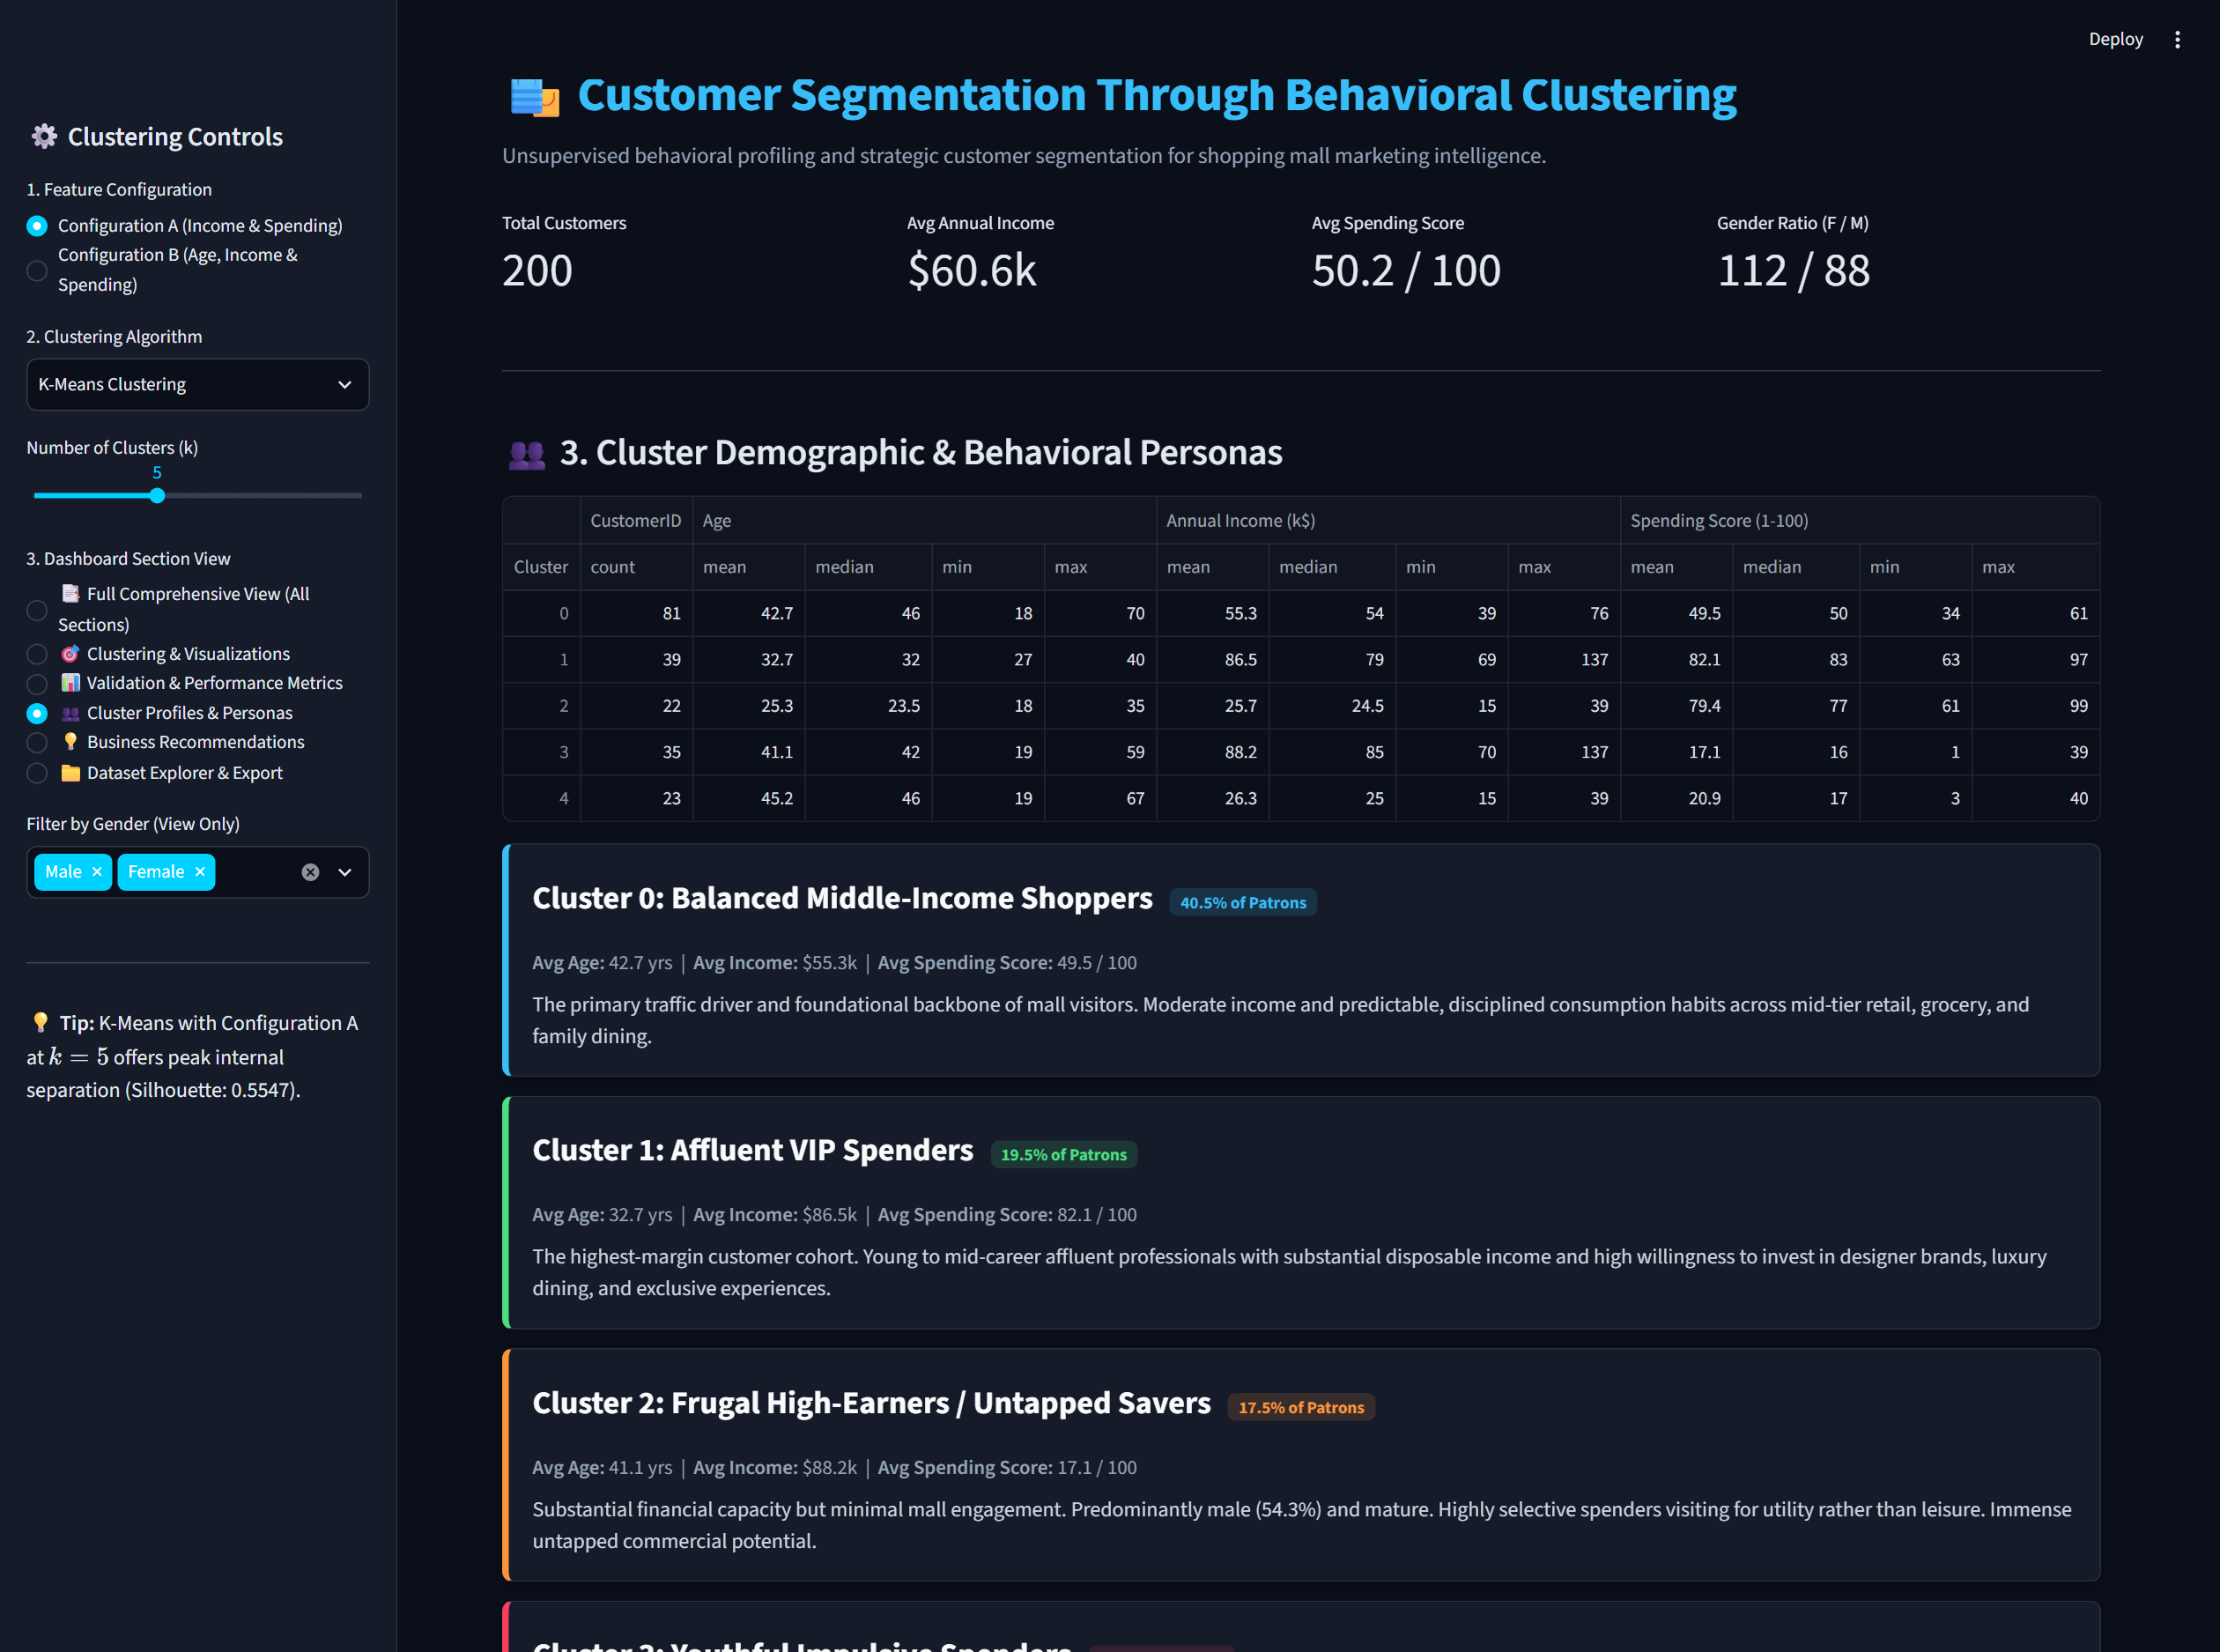 Deploy
Customer Segmentation Through Behavioral Clustering
Unsupervised behavioral profiling and strategic customer segmentation for shopping mall marketing intelligence.
Clustering Controls
1. Feature Configuration
Configuration A (Income & Spending)
Configuration B (Age, Income &
Spending)
2. Clustering Algorithm
K-Means Clustering
Number of Clusters (k)
5
3. Dashboard Section View
Full Comprehensive View (All
Sections)
Clustering & Visualizations
Validation & Performance Metrics
Cluster Profiles & Personas
Business Recommendations
Dataset Explorer & Export
Filter by Gender (View Only)
Male Female
Tip: K-Means with Configuration A
at k = 5 offers peak internal
separation (Silhouette: 0.5547).
Total Customers Avg Annual Income Avg Spending Score Gender Ratio (F / M)
200 $60.6k 50.2 / 100 112 / 88
3. Cluster Demographic & Behavioral Personas
CustomerID Age Annual Income (k$) Spending Score (1-100)
Cluster count mean median min max mean median min max mean median min max
0 81 42.7 46 18 70 55.3 54 39 76 49.5 50 34 61
1 39 32.7 32 27 40 86.5 79 69 137 82.1 83 63 97
2 22 25.3 23.5 18 35 25.7 24.5 15 39 79.4 77 61 99
3 35 41.1 42 19 59 88.2 85 70 137 17.1 16 1 39
4 23 45.2 46 19 67 26.3 25 15 39 20.9 17 3 40
Cluster 0: Balanced Middle-Income Shoppers 40.5% of Patrons
Avg Age: 42.7 yrs | Avg Income: $55.3k | Avg Spending Score: 49.5 / 100
The primary traffic driver and foundational backbone of mall visitors. Moderate income and predictable, disciplined consumption habits across mid-tier retail, grocery, and
family dining.
Cluster 1: Affluent VIP Spenders 19.5% of Patrons
Avg Age: 32.7 yrs | Avg Income: $86.5k | Avg Spending Score: 82.1 / 100
The highest-margin customer cohort. Young to mid-career affluent professionals with substantial disposable income and high willingness to invest in designer brands, luxury
dining, and exclusive experiences.
Cluster 2: Frugal High-Earners / Untapped Savers 17.5% of Patrons
Avg Age: 41.1 yrs | Avg Income: $88.2k | Avg Spending Score: 17.1 / 100
Substantial financial capacity but minimal mall engagement. Predominantly male (54.3%) and mature. Highly selective spenders visiting for utility rather than leisure. Immense
untapped commercial potential.
Cluster 3: Youthful Impulsive Spenders